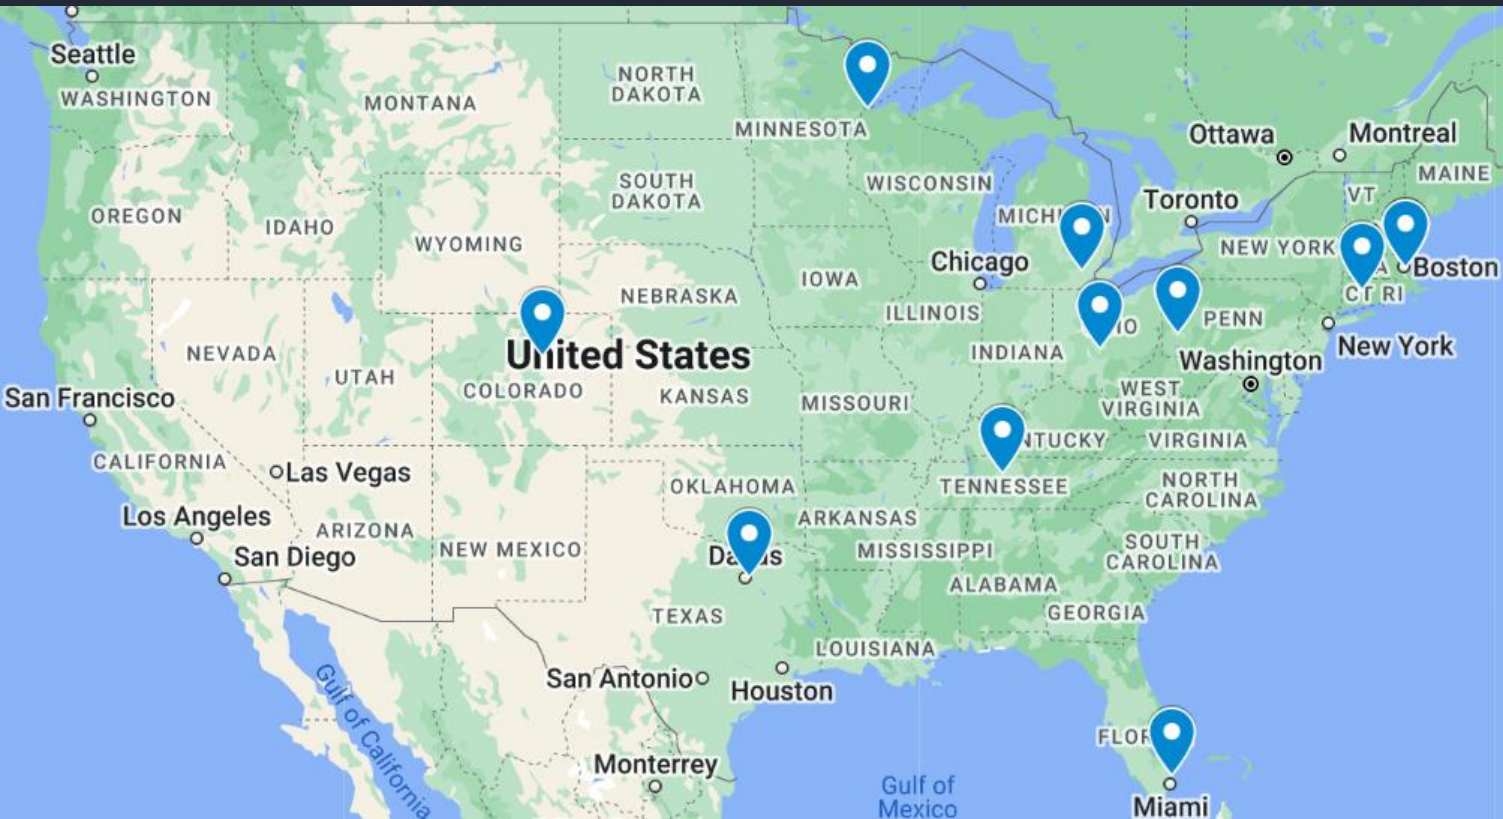 Seattle
WASHINGTON
MONTANA
NORTH
DAKOTA
MINNESOTA
Ottawa
Montreal
MAINE
VT
OREGON
IDAHO
WYOMING
SOUTH
DAKOTA
WISCONSIN
Toronto
NEW YORK
Boston
CT RI
Chicago
IOWA
NEBRASKA
ILLINOIS
INDIANA
PENN
New York
Washington
NEVADA
UTAH
United States
COLORADO
KANSAS
MISSOURI
WEST
VIRGINIA
VIRGINIA
San Francisco
CALIFORNIA
Las Vegas
OKLAHOMA
TENNESSEE
NORTH
CAROLINA
Los Angeles
ARIZONA
NEW MEXICO
ARKANSAS
MISSISSIPPI
SOUTH
CAROLINA
San Diego
ALABAMA
GEORGIA
TEXAS
LOUISIANA
San Antonio
Houston
Gulf of California
Monterrey
Gulf of
Mexico
Miami